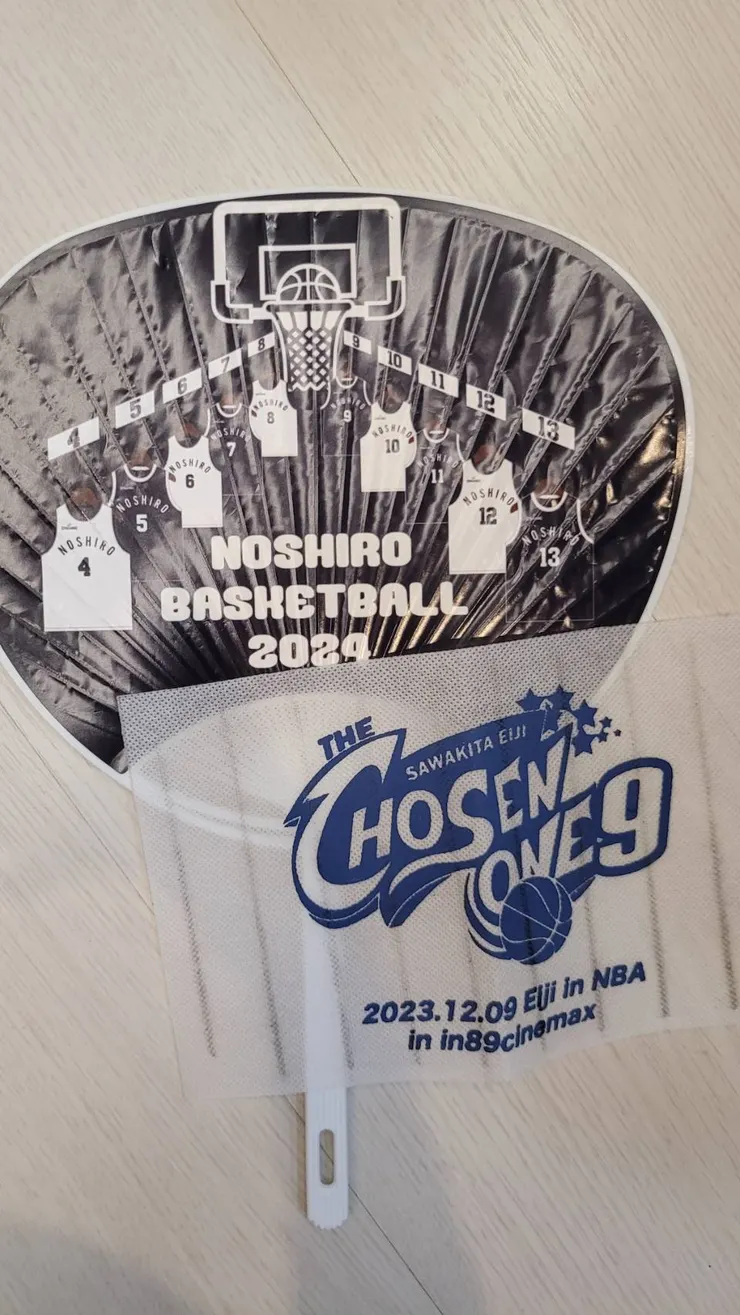 4 5 6 7 8 9 10 11 12 13
NOSHIRO 4
NOSHIRO 5
NOSHIRO 6
NOSHIRO 7
NOSHIRO 8
NOSHIRO 9
NOSHIRO 10
NOSHIRO 11
NOSHIRO 12
NOSHIRO 13
NOSHIRO
BASKETBALL
2024
THE
SAWAKITA EIJI
CHOSEN
ONE 9
2023.12.09 Eiji in NBA
in in89cinemax